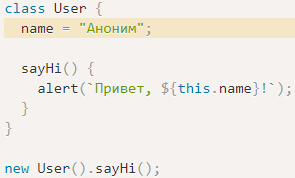 class User {
  name = "Аноним";

  sayHi() {
    alert(`Привет, ${this.name}!`);
  }
}

new User().sayHi();